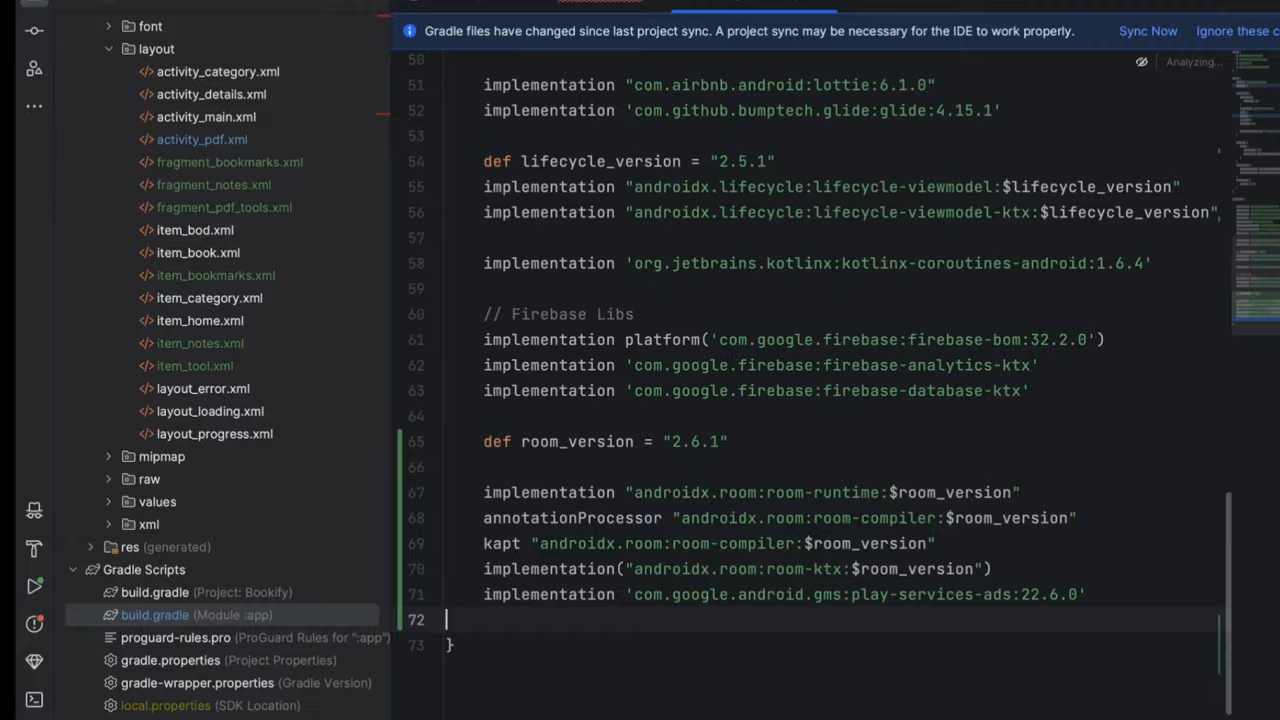 font
layout
activity_category.xml
activity_details.xml
activity_main.xml
activity_pdf.xml
fragment_bookmarks.xml
fragment_notes.xml
fragment_pdf_tools.xml
item_bod.xml
item_book.xml
item_bookmarks.xml
item_category.xml
item_home.xml
item_notes.xml
item_tool.xml
layout_error.xml
layout_loading.xml
layout_progress.xml
mipmap
raw
values
xml
res (generated)
Gradle Scripts
build.gradle (Project: Bookify)
build.gradle (Module :app)
proguard-rules.pro (ProGuard Rules for ":app")
gradle.properties (Project Properties)
gradle-wrapper.properties (Gradle Version)
local.properties (SDK Location)
Gradle files have changed since last project sync. A project sync may be necessary for the IDE to work properly. Sync Now Ignore these c
Analyzing...
50
51 implementation "com.airbnb.android:lottie:6.1.0"
52 implementation 'com.github.bumptech.glide:glide:4.15.1'
53
54 def lifecycle_version = "2.5.1"
55 implementation "androidx.lifecycle:lifecycle-viewmodel:$lifecycle_version"
56 implementation "androidx.lifecycle:lifecycle-viewmodel-ktx:$lifecycle_version"
57
58 implementation 'org.jetbrains.kotlinx:kotlinx-coroutines-android:1.6.4'
59
60 // Firebase Libs
61 implementation platform('com.google.firebase:firebase-bom:32.2.0')
62 implementation 'com.google.firebase:firebase-analytics-ktx'
63 implementation 'com.google.firebase:firebase-database-ktx'
64
65 def room_version = "2.6.1"
66
67 implementation "androidx.room:room-runtime:$room_version"
68 annotationProcessor "androidx.room:room-compiler:$room_version"
69 kapt "androidx.room:room-compiler:$room_version"
70 implementation("androidx.room:room-ktx:$room_version")
71 implementation 'com.google.android.gms:play-services-ads:22.6.0'
72
73 }